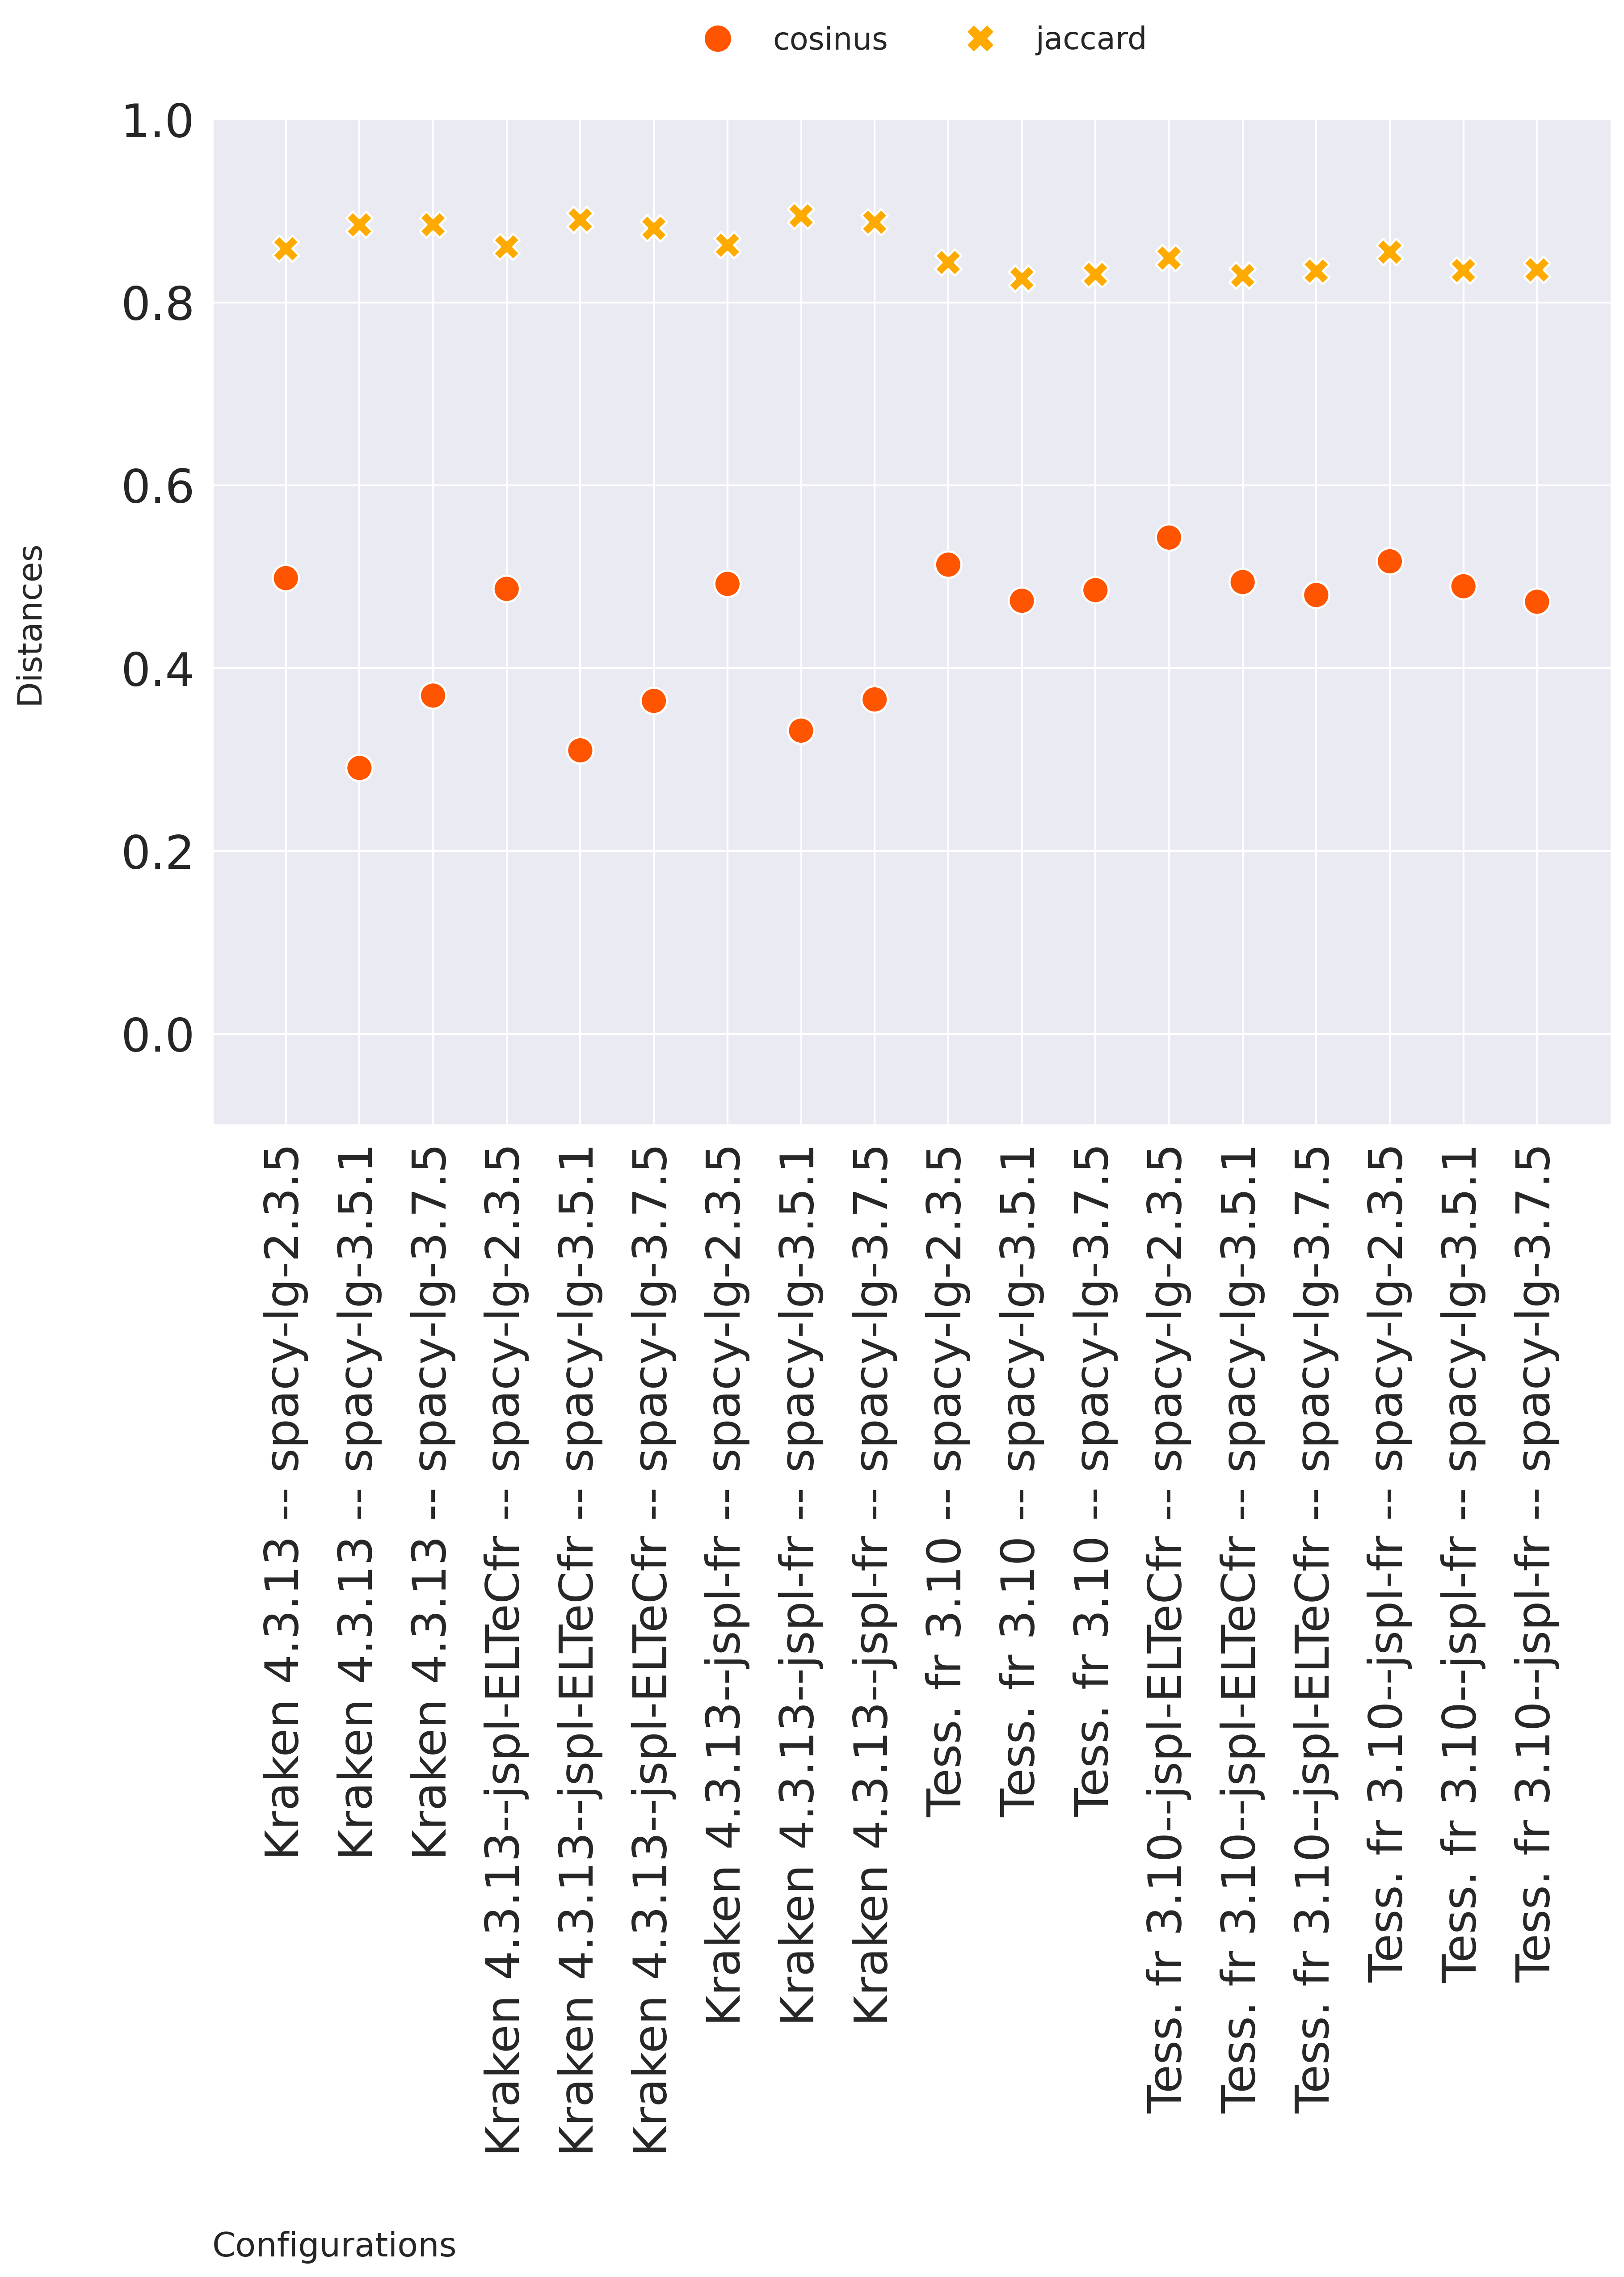 cosinus jaccard
1.0
0.8
0.6
0.4
0.2
0.0
Distances
Kraken 4.3.13 -- spacy-lg-2.3.5
Kraken 4.3.13 -- spacy-lg-3.5.1
Kraken 4.3.13 -- spacy-lg-3.7.5
Kraken 4.3.13--jspl-ELTeCfr -- spacy-lg-2.3.5
Kraken 4.3.13--jspl-ELTeCfr -- spacy-lg-3.5.1
Kraken 4.3.13--jspl-ELTeCfr -- spacy-lg-3.7.5
Kraken 4.3.13--jspl-fr -- spacy-lg-2.3.5
Kraken 4.3.13--jspl-fr -- spacy-lg-3.5.1
Kraken 4.3.13--jspl-fr -- spacy-lg-3.7.5
Tess. fr 3.10 -- spacy-lg-2.3.5
Tess. fr 3.10 -- spacy-lg-3.5.1
Tess. fr 3.10 -- spacy-lg-3.7.5
Tess. fr 3.10--jspl-ELTeCfr -- spacy-lg-2.3.5
Tess. fr 3.10--jspl-ELTeCfr -- spacy-lg-3.5.1
Tess. fr 3.10--jspl-ELTeCfr -- spacy-lg-3.7.5
Tess. fr 3.10--jspl-fr -- spacy-lg-2.3.5
Tess. fr 3.10--jspl-fr -- spacy-lg-3.5.1
Tess. fr 3.10--jspl-fr -- spacy-lg-3.7.5
Configurations